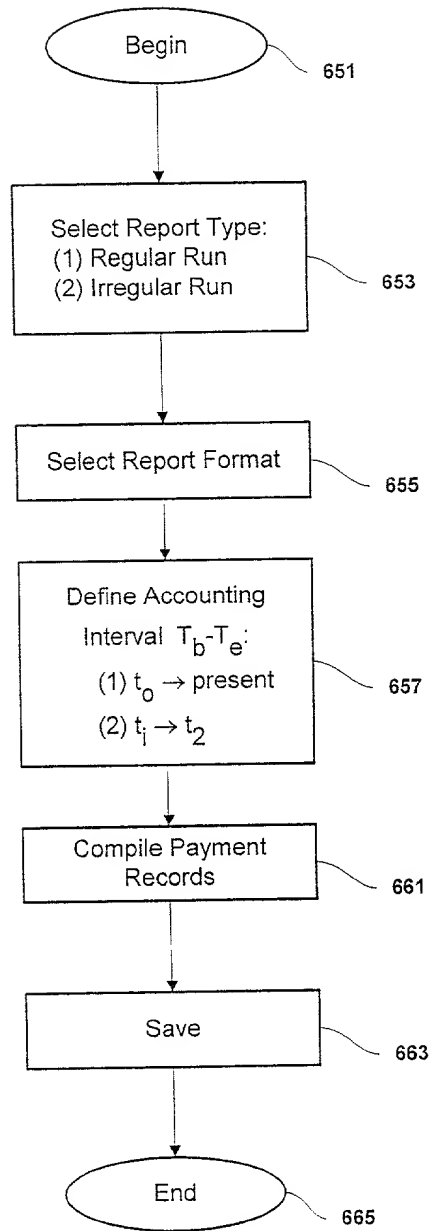 Begin
651
Select Report Type:
(1) Regular Run
(2) Irregular Run
653
Select Report Format
655
Define Accounting
Interval T_b-T_e:
(1) t_o → present
(2) t_i → t_2
657
Compile Payment
Records
661
Save
663
End
665